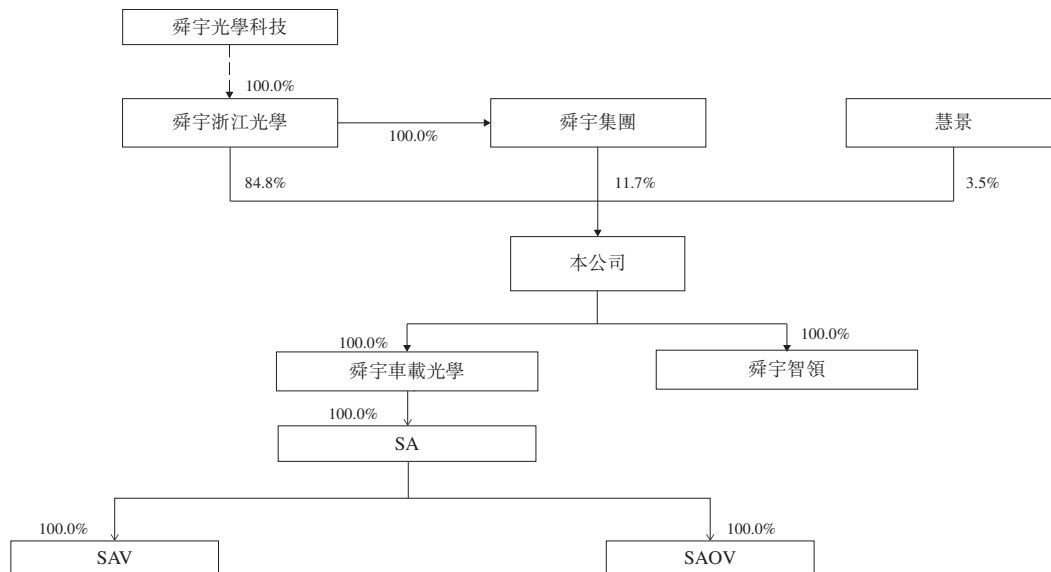 舜宇光學科技
100.0%
舜宇浙江光學
100.0%
舜宇集團
慧景
84.8%
11.7%
3.5%
本公司
100.0%
100.0%
舜宇車載光學
舜宇智領
100.0%
SA
100.0%
100.0%
SAV
SAOV